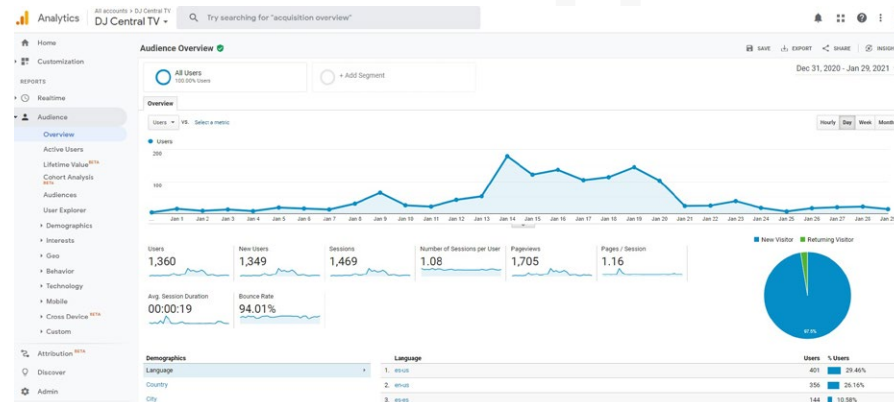 Analytics
All accounts > DJ Central TV
DJ Central TV
Try searching for "acquisition overview"
Home
Customization
REPORTS
Realtime
Audience
Overview
Active Users
Lifetime Value BETA
Cohort Analysis BETA
Audiences
User Explorer
Demographics
Interests
Geo
Behavior
Technology
Mobile
Cross Device BETA
Custom
Attribution BETA
Discover
Admin
Audience Overview
SAVE EXPORT SHARE INSIGH
Dec 31, 2020 - Jan 29, 2021
All Users
100.00% Users
+ Add Segment
Overview
Users VS. Select a metric
Hourly Day Week Month
Users
200
100
Jan 1 Jan 2 Jan 3 Jan 4 Jan 5 Jan 6 Jan 7 Jan 8 Jan 9 Jan 10 Jan 11 Jan 12 Jan 13 Jan 14 Jan 15 Jan 16 Jan 17 Jan 18 Jan 19 Jan 20 Jan 21 Jan 22 Jan 23 Jan 24 Jan 25 Jan 26 Jan 27 Jan 28
Users
1,360
New Users
1,349
Sessions
1,469
Number of Sessions per User
1.08
Pageviews
1,705
Pages / Session
1.16
Avg. Session Duration
00:00:19
Bounce Rate
94.01%
New Visitor Returning Visitor
Demographics
Language
Country
City
Language Users % Users
1. es-us 401 29.46%
2. en-us 356 26.16%
3. es-es 144 10.58%